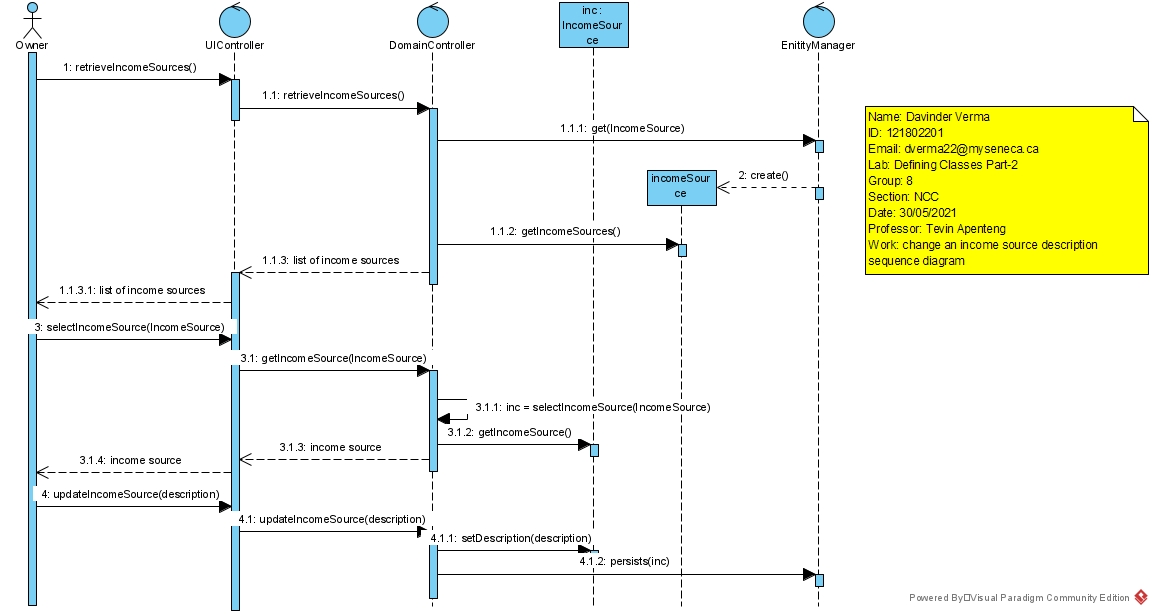 inc :
IncomeSour
ce
Owner
UIController
DomainController
EnitityManager
1: retrieveIncomeSources()
1.1: retrieveIncomeSources()
1.1.1: get(IncomeSource)
Name: Davinder Verma
ID: 121802201
Email: dverma22@myseneca.ca
Lab: Defining Classes Part-2
Group: 8
Section: NCC
Date: 30/05/2021
Professor: Tevin Apenteng
Work: change an income source description
sequence diagram
incomeSour
ce
2: create()
1.1.2: getIncomeSources()
1.1.3: list of income sources
1.1.3.1: list of income sources
3: selectIncomeSource(IncomeSource)
3.1: getIncomeSource(IncomeSource)
3.1.1: inc = selectIncomeSource(IncomeSource)
3.1.2: getIncomeSource()
3.1.3: income source
3.1.4: income source
4: updateIncomeSource(description)
4.1: updateIncomeSource(description)
4.1.1: setDescription(description)
4.1.2: persists(inc)
Powered By Visual Paradigm Community Edition